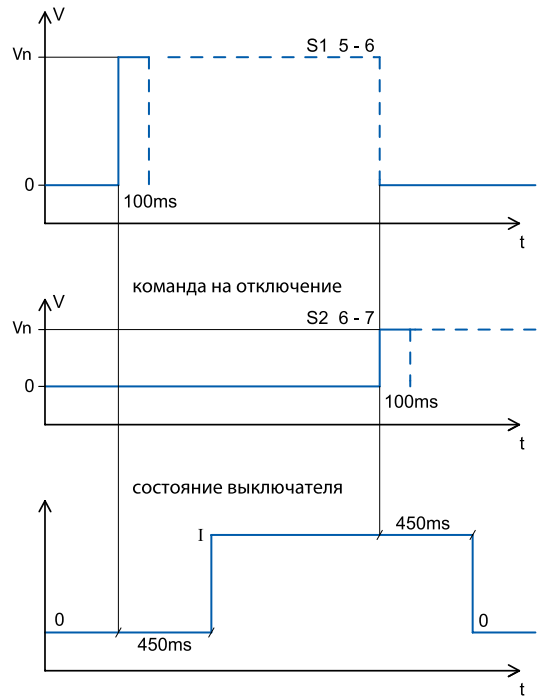 V
Vn
S1 5 - 6
0
100ms
t
команда на отключение
V
Vn
S2 6 - 7
0
100ms
t
состояние выключателя
I
450ms
0
0
450ms
t